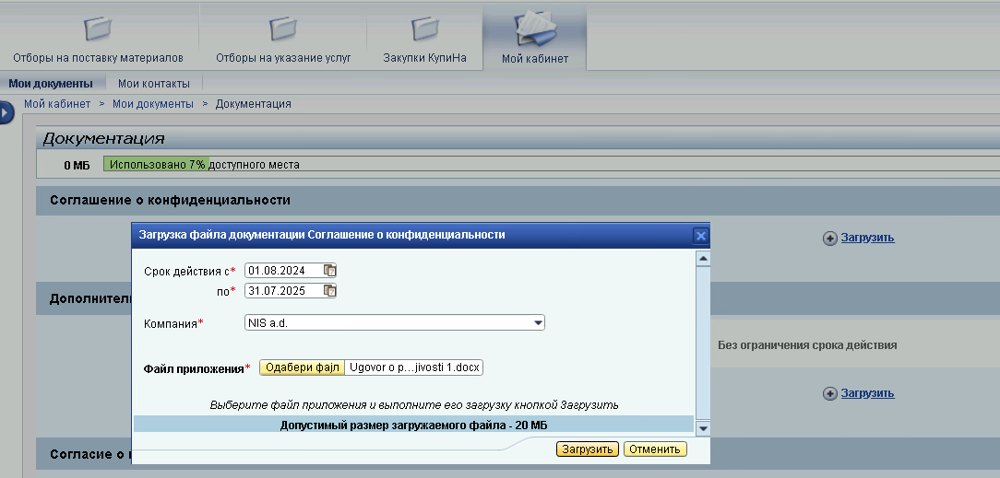 Отборы на поставку материалов
Отборы на указание услуг
Закупки КупиНа
Мой кабинет
Мои документы
Мои контакты
Мой кабинет > Мои документы > Документация
Документация
0 МБ
Использовано 7% доступного места
Соглашение о конфиденциальности
Загрузить
Загрузка файла документации Соглашение о конфиденциальности
Срок действия с* 01.08.2024
по* 31.07.2025
Компания* NIS a.d.
Файл приложения* Одабери фајл Ugovor o p...jivosti 1.docx
Выберите файл приложения и выполните его загрузку кнопкой Загрузить
Допустимый размер загружаемого файла - 20 МБ
Загрузить Отменить
Без ограничения срока действия
Загрузить
Согласие о